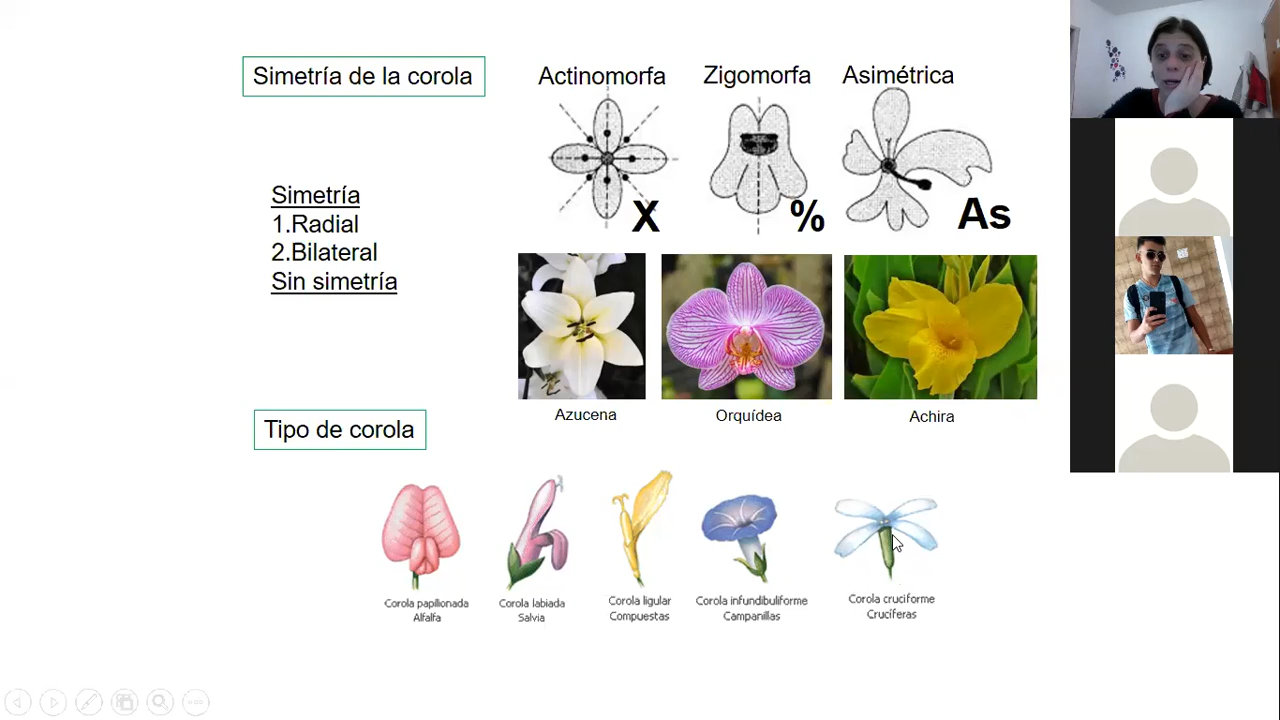 Simetría de la corola
Actinomorfa
Zigomorfa
Asimétrica
X
%
As
Simetría
1.Radial
2.Bilateral
Sin simetría
Azucena
Orquídea
Achira
Tipo de corola
Corola papilionada
Alfalfa
Corola labiada
Salvia
Corola ligular
Compuestas
Corola infundibuliforme
Campanillas
Corola cruciforme
Crucíferas